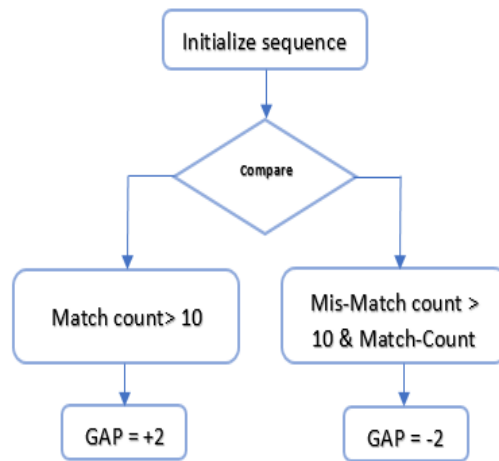 Initialize sequence
Compare
Match count> 10
Mis-Match count >
10 & Match-Count
GAP = +2
GAP = -2